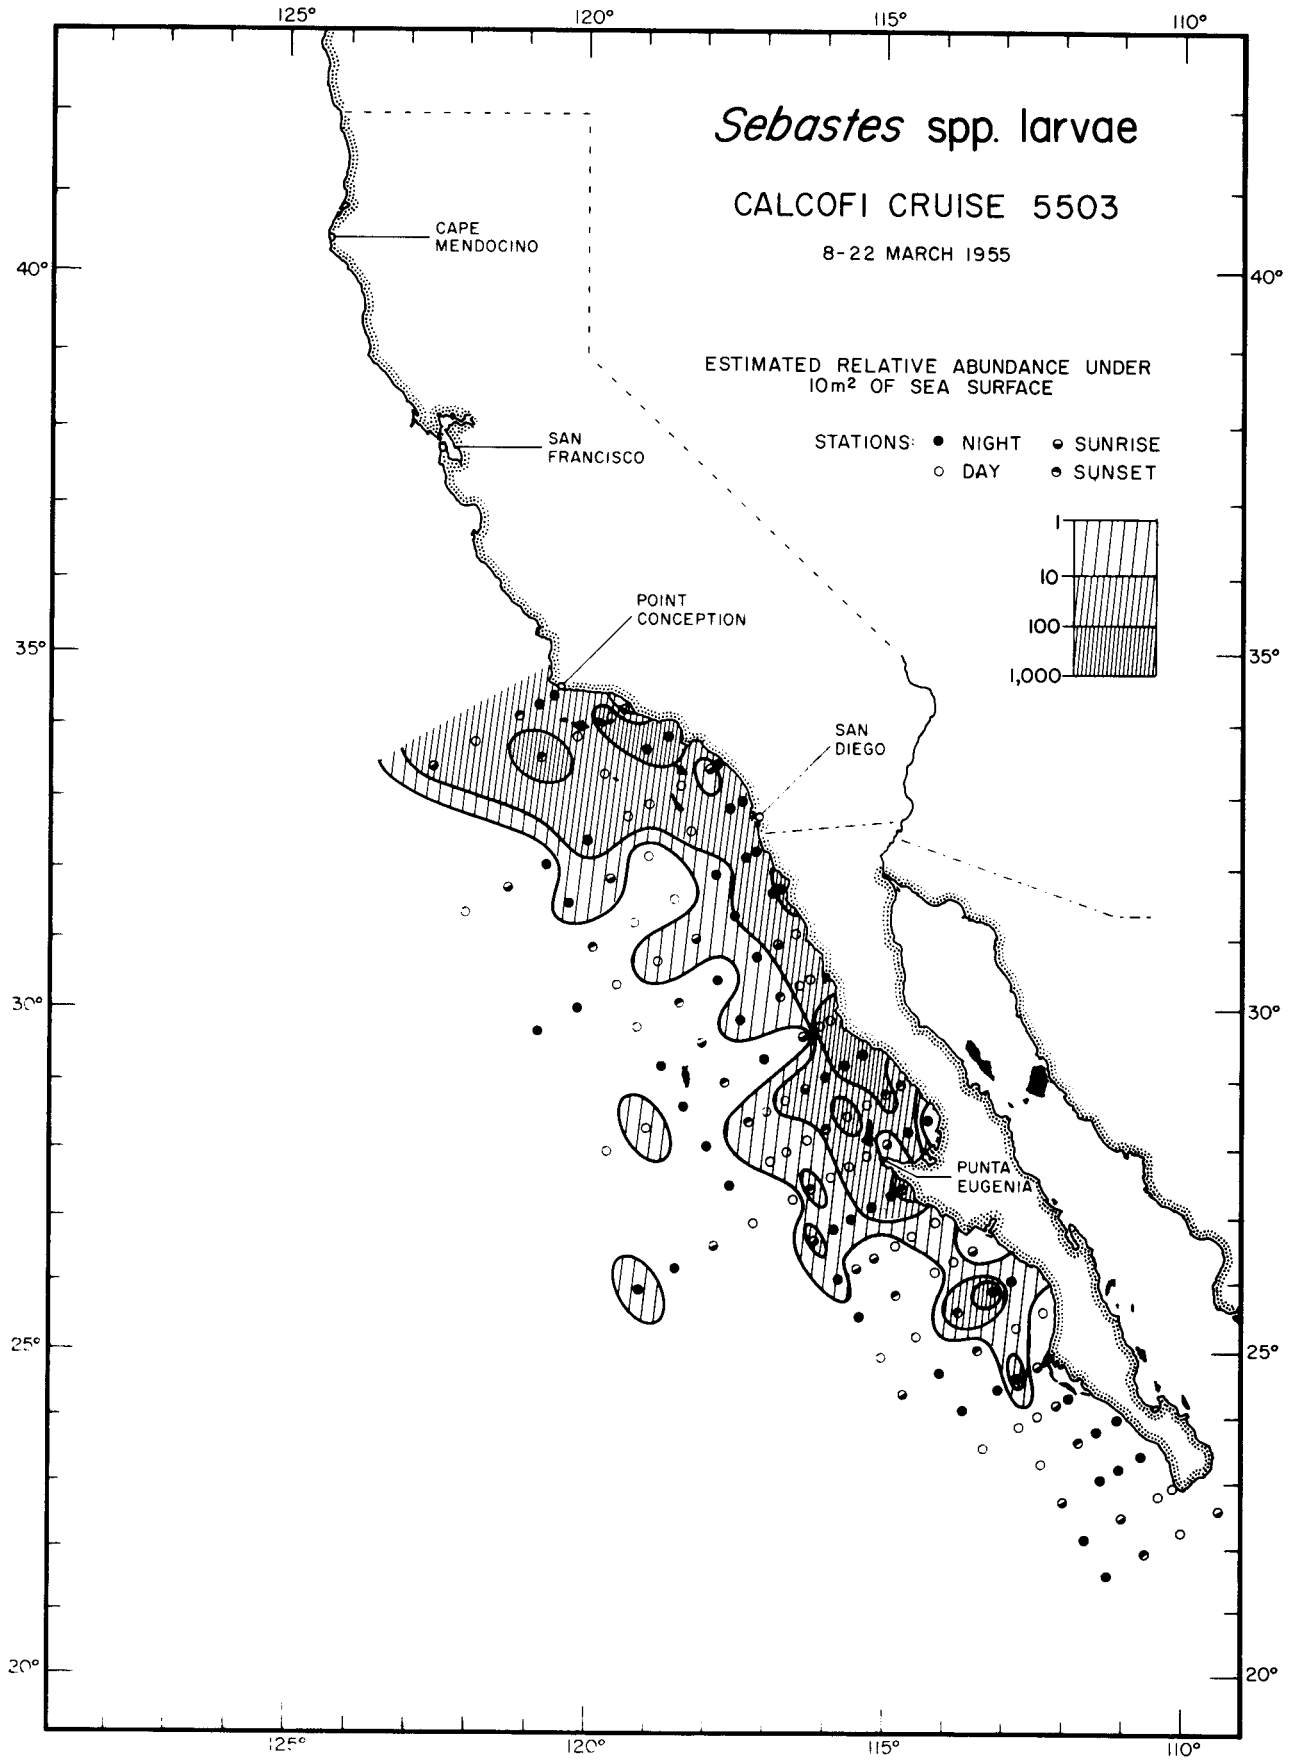 125° 120° 115° 110°
Sebastes spp. larvae
CALCOFI CRUISE 5503
8-22 MARCH 1955
CAPE
MENDOCINO
40° 40°
ESTIMATED RELATIVE ABUNDANCE UNDER
10m² OF SEA SURFACE
STATIONS: ● NIGHT SUNRISE
○ DAY SUNSET
SAN
FRANCISCO
1
10
100
1,000
POINT
CONCEPTION
35° 35°
SAN
DIEGO
30° 30°
PUNTA
EUGENIA
25° 25°
20° 20°
125° 120° 115° 110°